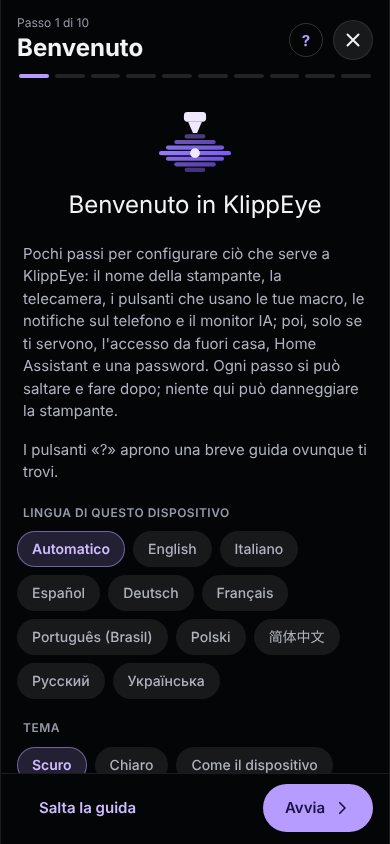 Passo 1 di 10
Benvenuto
?
Benvenuto in KlippEye
Pochi passi per configurare ciò che serve a
KlippEye: il nome della stampante, la
telecamera, i pulsanti che usano le tue macro, le
notifiche sul telefono e il monitor IA; poi, solo se
ti servono, l'accesso da fuori casa, Home
Assistant e una password. Ogni passo si può
saltare e fare dopo; niente qui può danneggiare
la stampante.
I pulsanti «?» aprono una breve guida ovunque ti
trovi.
LINGUA DI QUESTO DISPOSITIVO
Automatico English Italiano
Español Deutsch Français
Português (Brasil) Polski 简体中文
Русский Українська
TEMA
Scuro Chiaro Come il dispositivo
Salta la guida Avvia